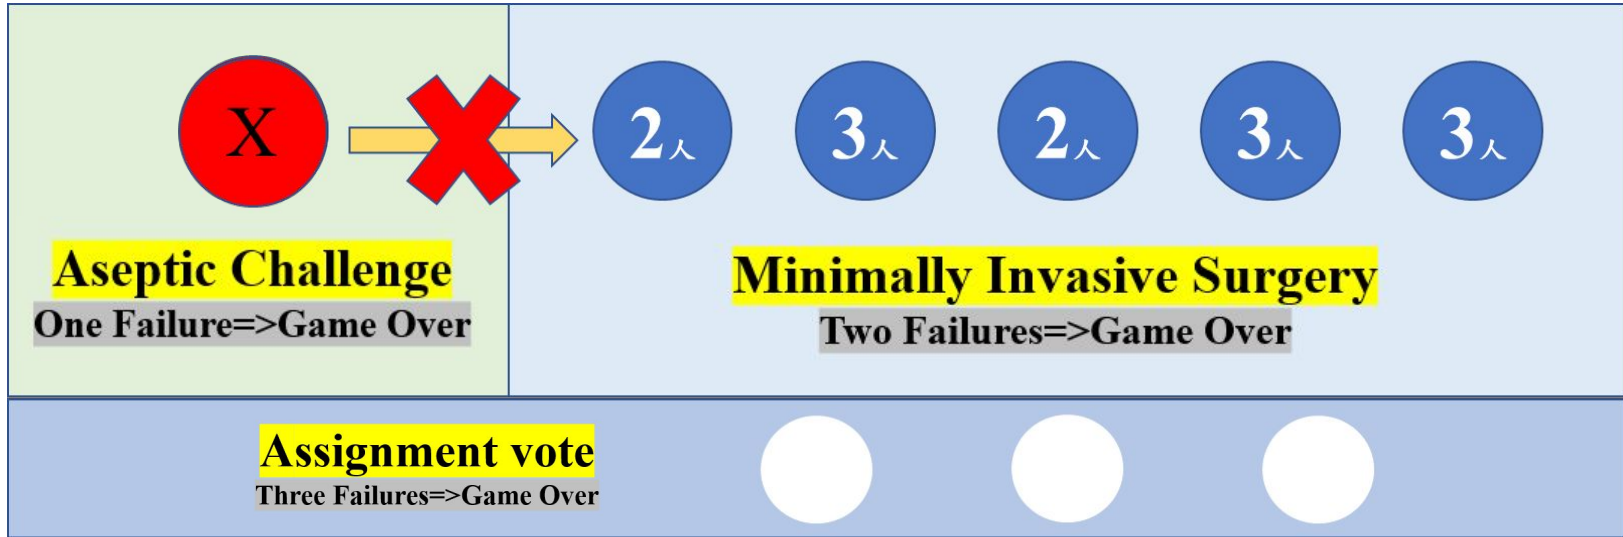 X
2人 3人 2人 3人 3人
Aseptic Challenge
One Failure=>Game Over
Minimally Invasive Surgery
Two Failures=>Game Over
Assignment vote
Three Failures=>Game Over